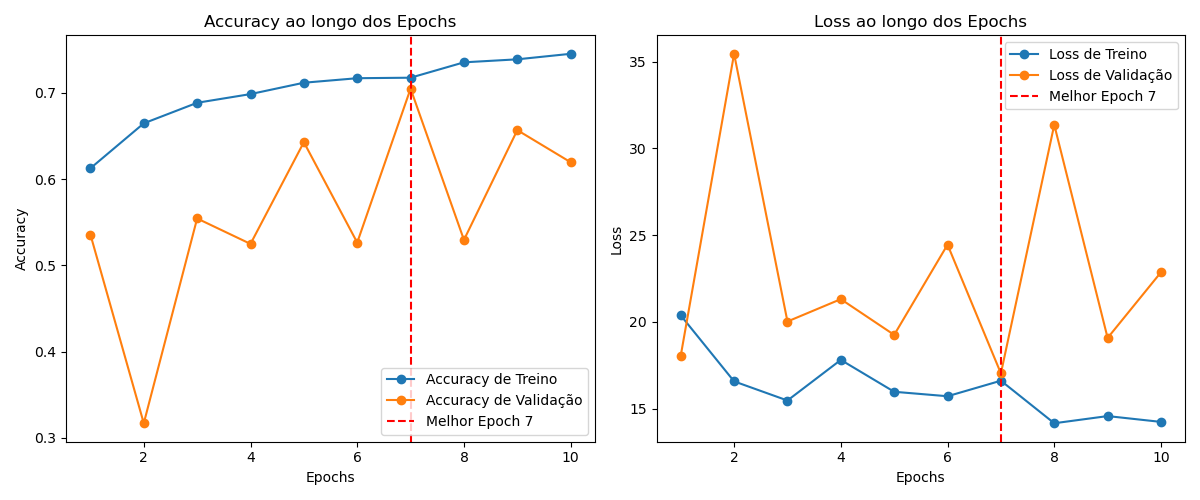 Accuracy ao longo dos Epochs
Accuracy
0.7
0.6
0.5
0.4
0.3
2
4
6
8
10
Epochs
Accuracy de Treino
Accuracy de Validação
Melhor Epoch 7
Loss ao longo dos Epochs
Loss
35
30
25
20
15
2
4
6
8
10
Epochs
Loss de Treino
Loss de Validação
Melhor Epoch 7